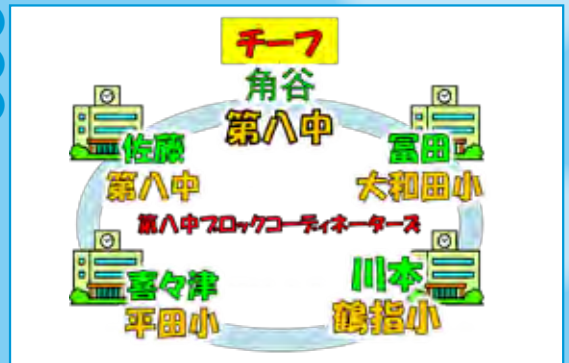 チーフ
角谷
第八中
佐藤
第八中
冨田
大和田小
第八中ブロックコーディネーターズ
喜々津
平田小
川本
鶴指小